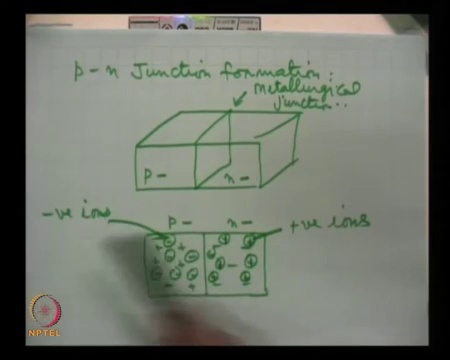 p-n Junction formation:
metallurgical
junction..
p- n-
-ve ions p- n- +ve ions
NPTEL